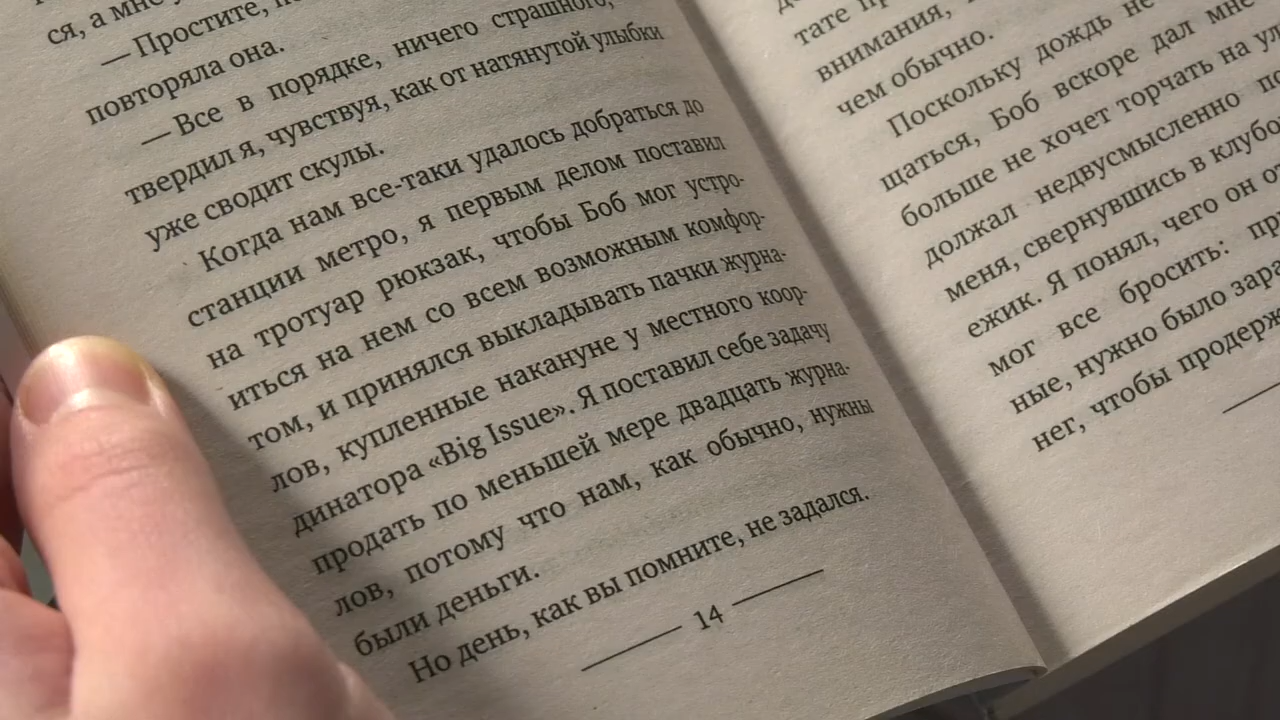 ся, а мне
— Простите,
повторяла она.
— Все в порядке, ничего страшного,
твердил я, чувствуя, как от натянутой улыбки
уже сводит скулы.
Когда нам все-таки удалось добраться до
станции метро, я первым делом поставил
на тротуар рюкзак, чтобы Боб мог устро-
иться на нем со всем возможным комфор-
том, и принялся выкладывать пачки журна-
лов, купленные накануне у местного коор-
динатора «Big Issue». Я поставил себе задачу
продать по меньшей мере двадцать журна-
лов, потому что нам, как обычно, нужны
были деньги.
Но день, как вы помните, не задался.
14
тате
внимания,
чем обычно.
Поскольку дождь не
щаться, Боб вскоре дал мне
больше не хочет торчать на
должал недвусмысленно
меня, свернувшись в
ежик. Я понял, чего он
мог все бросить:
ные, нужно было
нег, чтобы